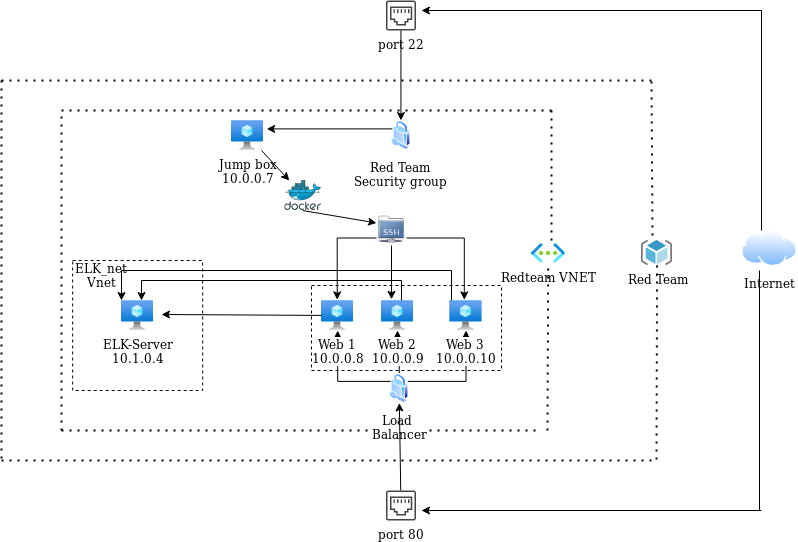 port 22
Jump box
10.0.0.7
Red Team
Security group
docker
SSH
Redteam VNET
Red Team
Internet
ELK_net
Vnet
ELK-Server
10.1.0.4
Web 1
10.0.0.8
Web 2
10.0.0.9
Web 3
10.0.0.10
Load
Balancer
port 80